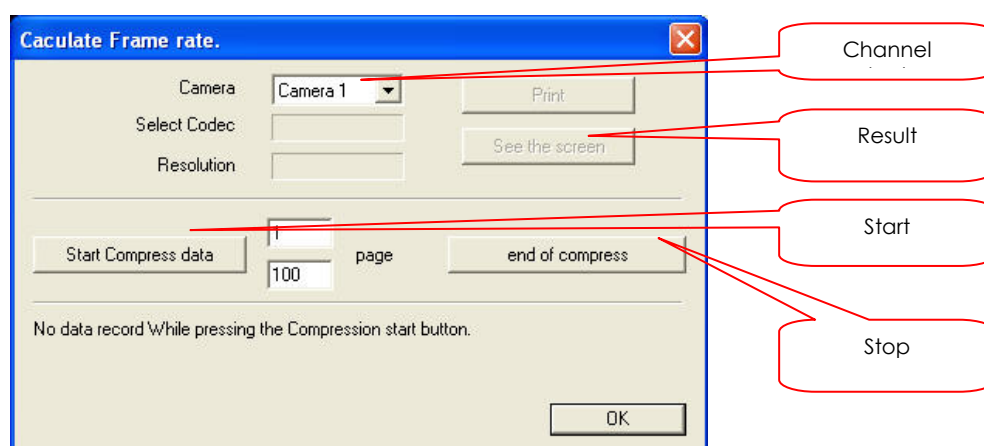 Caculate Frame rate.
Camera
Camera 1
Print
Select Codec
See the screen
Resolution
Start Compress data
1
100
page
end of compress
No data record While pressing the Compression start button.
OK
Channel
Result
Start
Stop